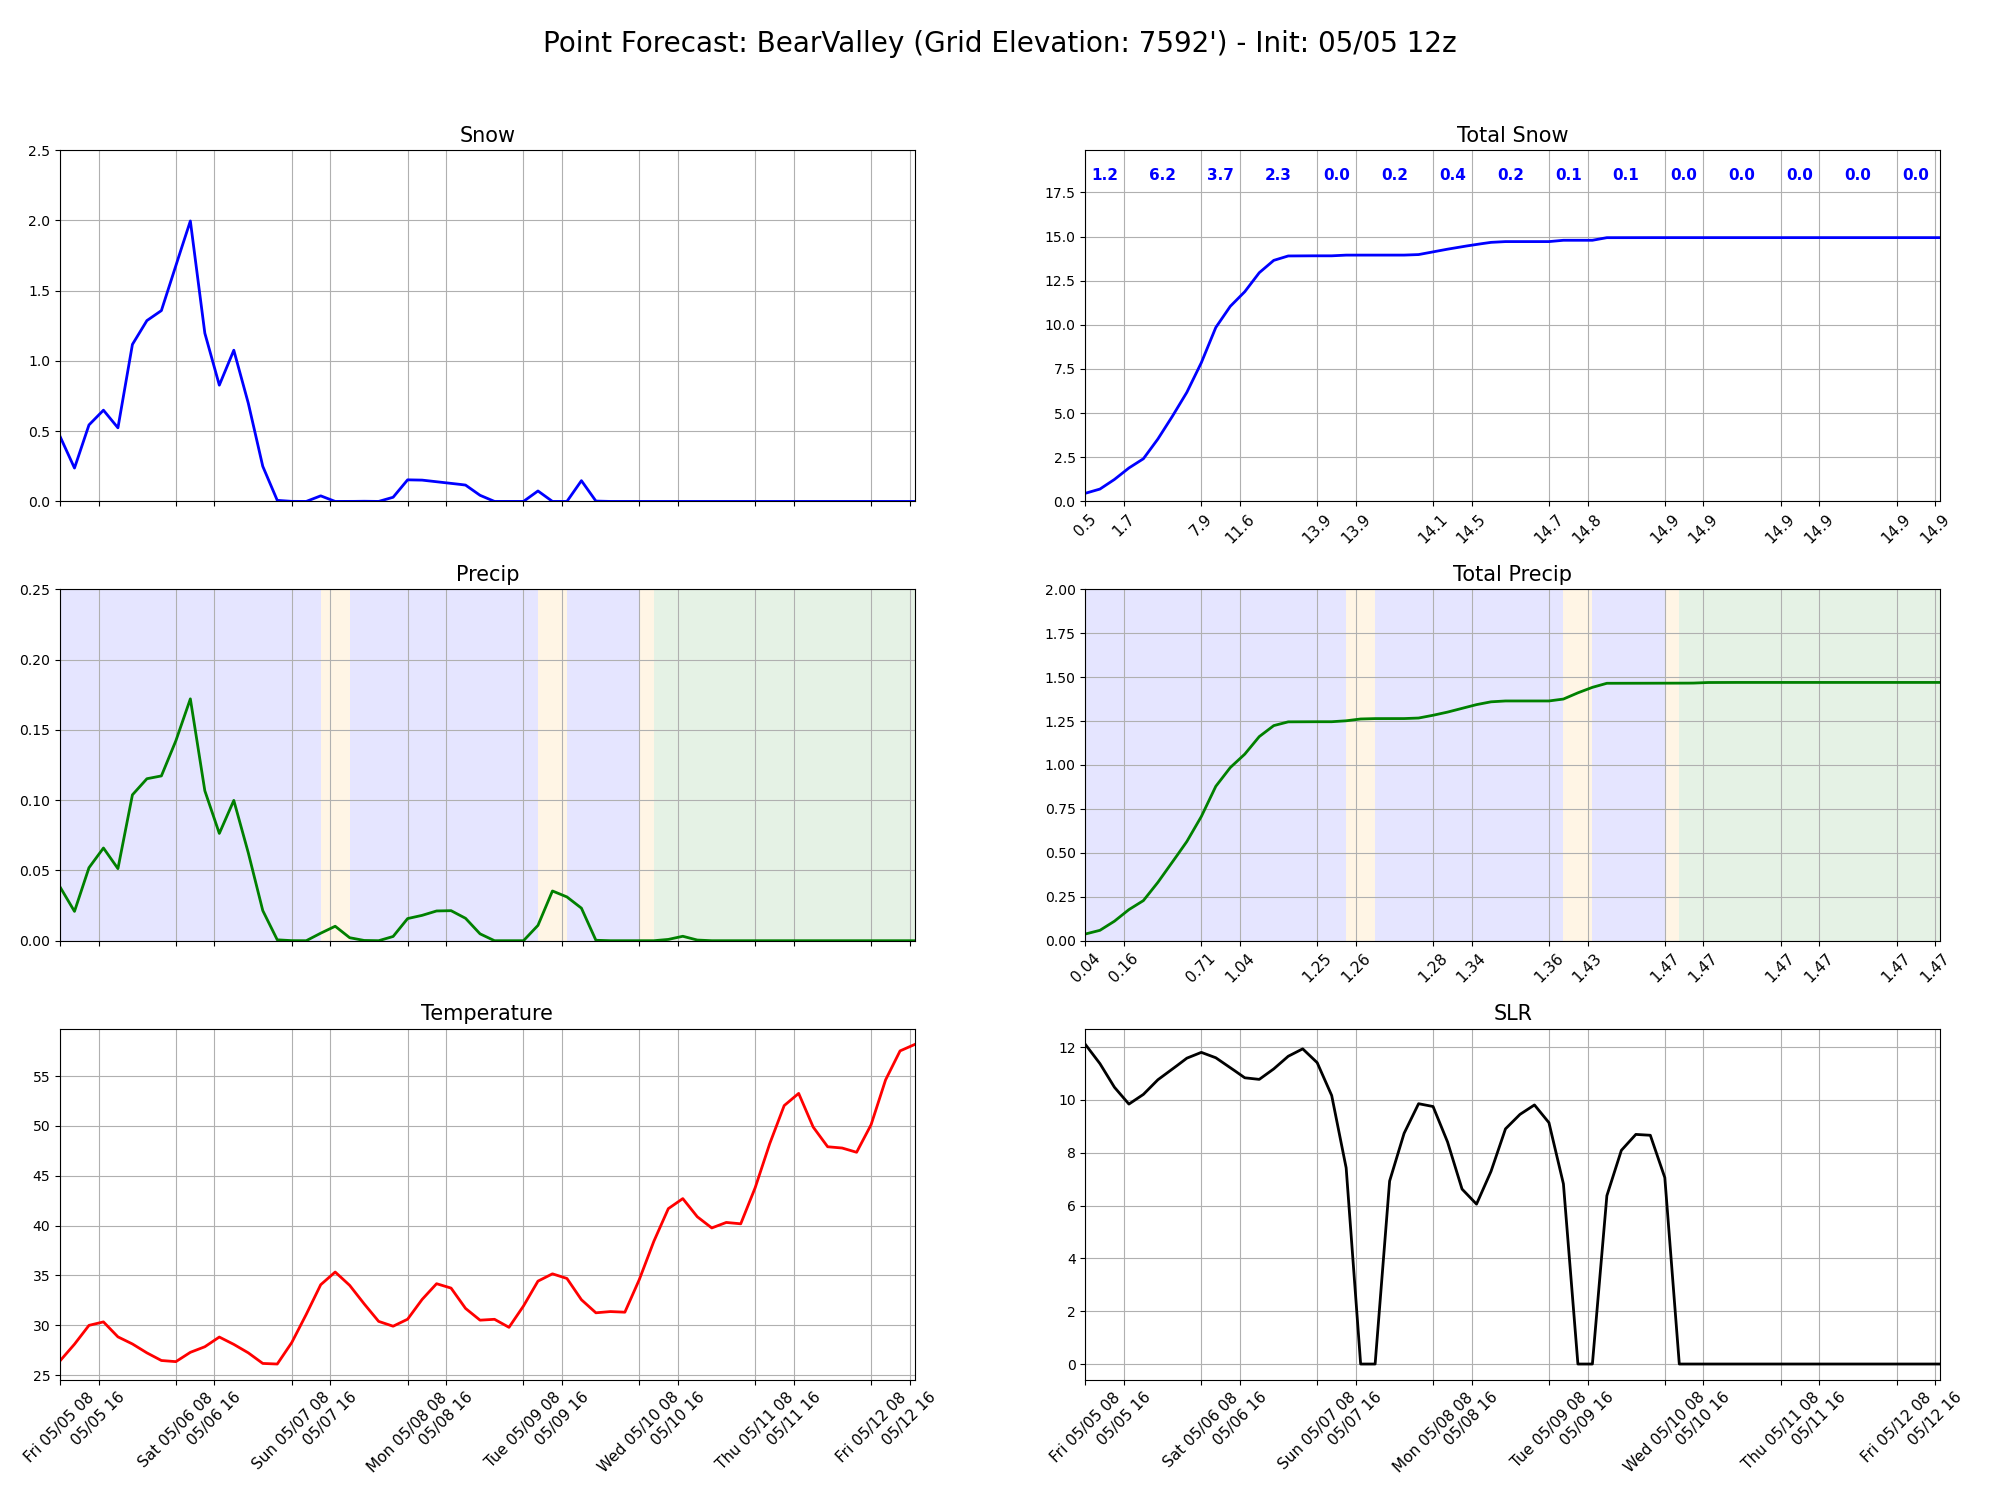 Point Forecast: BearValley (Grid Elevation: 7592') - Init: 05/05 12z
Snow
2.5
2.0
1.5
1.0
0.5
0.0
Total Snow
1.2 6.2 3.7 2.3 0.0 0.2 0.4 0.2 0.1 0.1 0.0 0.0 0.0 0.0 0.0
17.5
15.0
12.5
10.0
7.5
5.0
2.5
0.0
0.5 1.7 7.9 11.6 13.9 13.9 14.1 14.5 14.7 14.8 14.9 14.9 14.9 14.9 14.9 14.9
Precip
0.25
0.20
0.15
0.10
0.05
0.00
Total Precip
2.00
1.75
1.50
1.25
1.00
0.75
0.50
0.25
0.00
0.04 0.16 0.71 1.04 1.25 1.26 1.28 1.34 1.36 1.43 1.47 1.47 1.47 1.47 1.47 1.47
Temperature
55
50
45
40
35
30
25
Fri 05/05 08
05/05 16
Sat 05/06 08
05/06 16
Sun 05/07 08
05/07 16
Mon 05/08 08
05/08 16
Tue 05/09 08
05/09 16
Wed 05/10 08
05/10 16
Thu 05/11 08
05/11 16
Fri 05/12 08
05/12 16
SLR
12
10
8
6
4
2
0
Fri 05/05 08
05/05 16
Sat 05/06 08
05/06 16
Sun 05/07 08
05/07 16
Mon 05/08 08
05/08 16
Tue 05/09 08
05/09 16
Wed 05/10 08
05/10 16
Thu 05/11 08
05/11 16
Fri 05/12 08
05/12 16